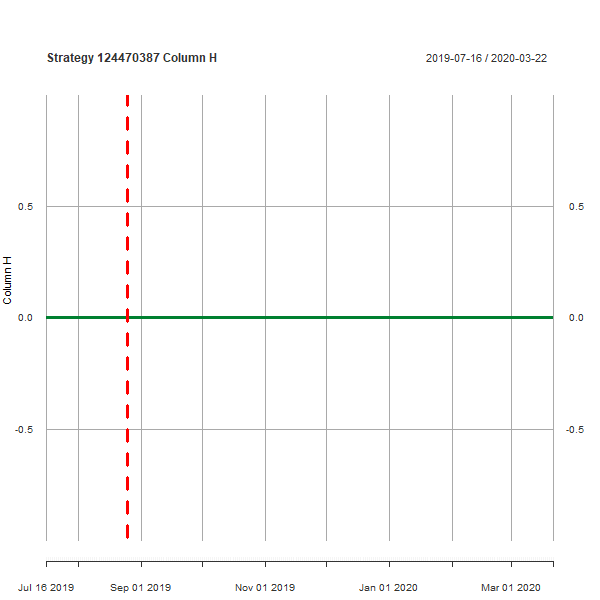 Strategy 124470387 Column H
2019-07-16 / 2020-03-22
0.5
0.5
Column H
0.0
0.0
-0.5
-0.5
Jul 16 2019
Sep 01 2019
Nov 01 2019
Jan 01 2020
Mar 01 2020